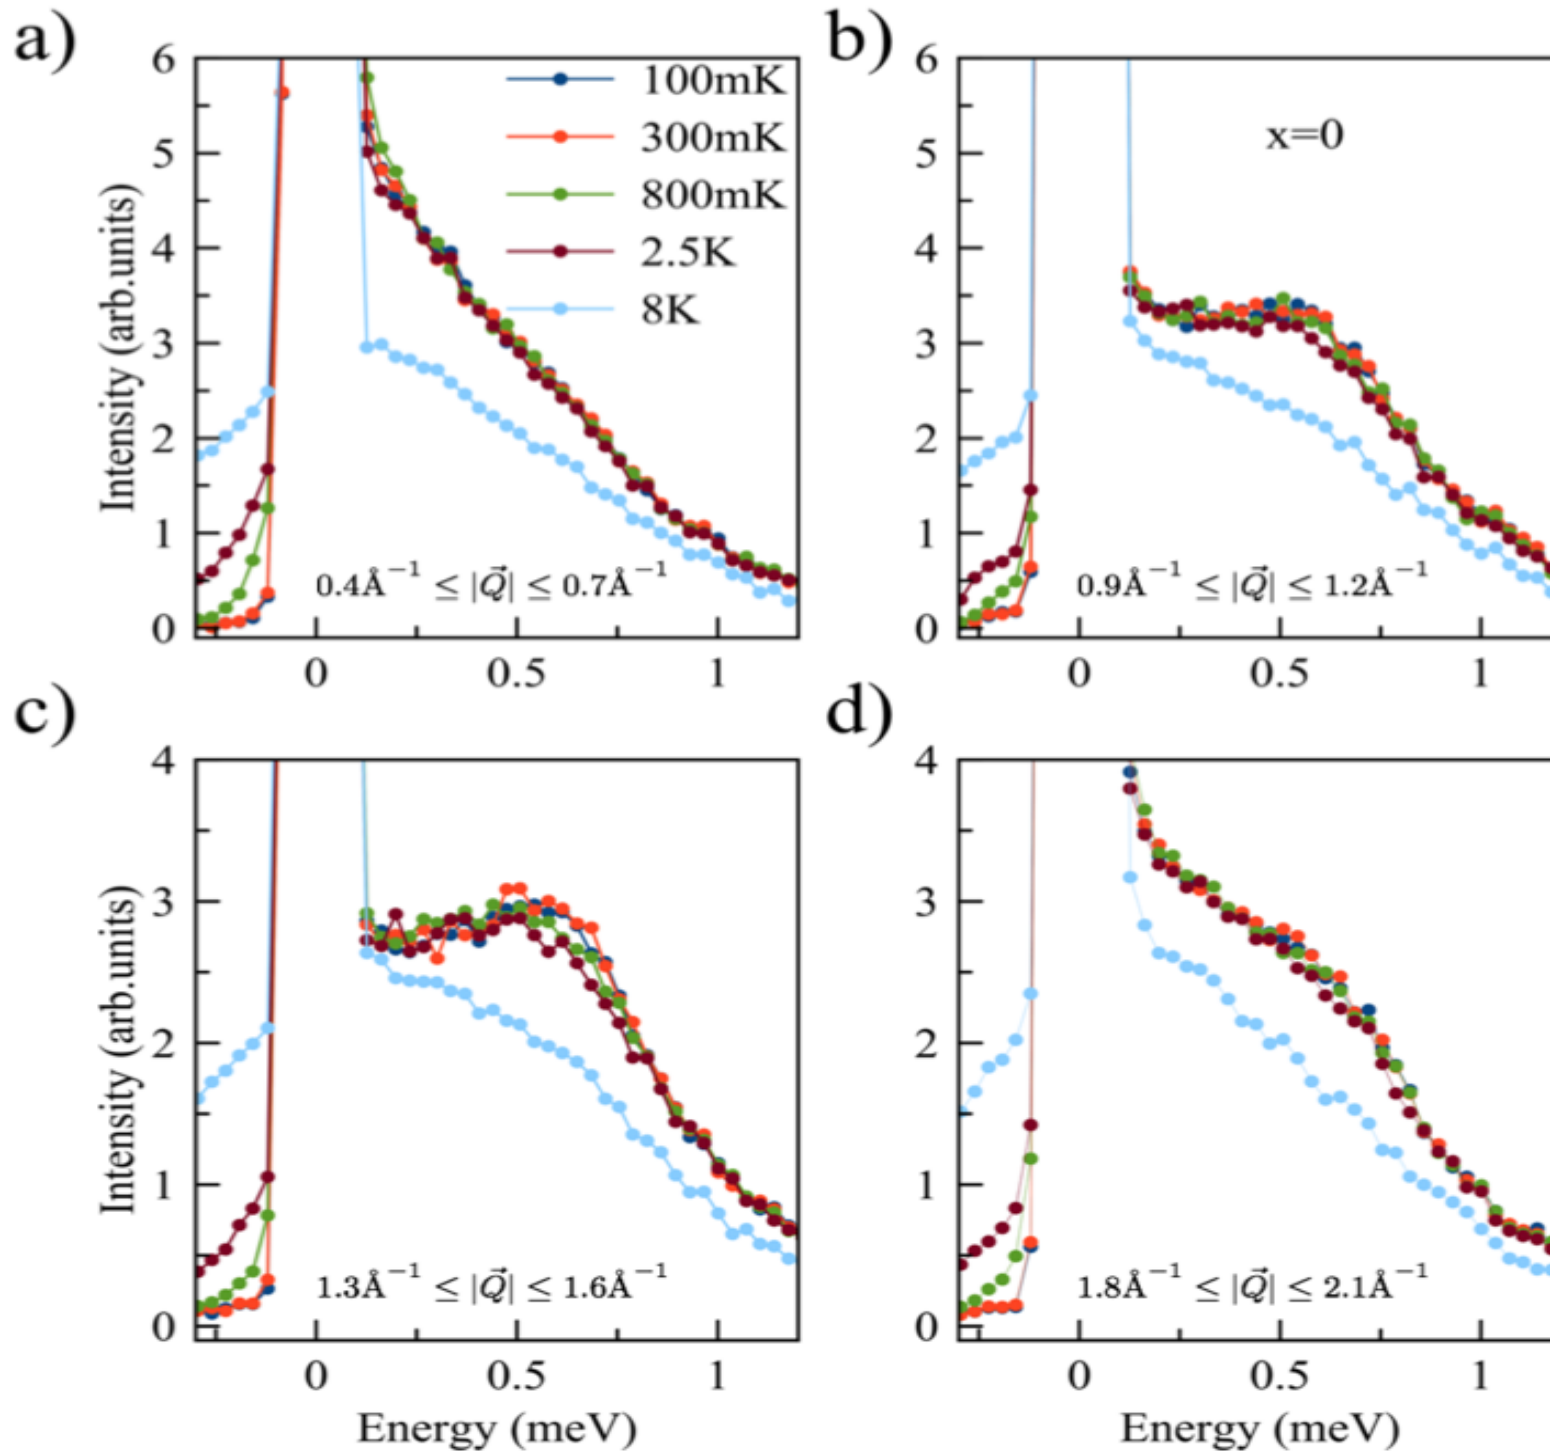 a)
6
5
4
3
2
1
0
Intensity (arb.units)
100mK
300mK
800mK
2.5K
8K
0.4Å⁻¹ ≤ |Q⃗| ≤ 0.7Å⁻¹
0
0.5
1
b)
6
5
4
3
2
1
0
x=0
0.9Å⁻¹ ≤ |Q⃗| ≤ 1.2Å⁻¹
0
0.5
1
c)
4
3
2
1
0
Intensity (arb.units)
1.3Å⁻¹ ≤ |Q⃗| ≤ 1.6Å⁻¹
0
0.5
1
Energy (meV)
d)
4
3
2
1
0
1.8Å⁻¹ ≤ |Q⃗| ≤ 2.1Å⁻¹
0
0.5
1
Energy (meV)